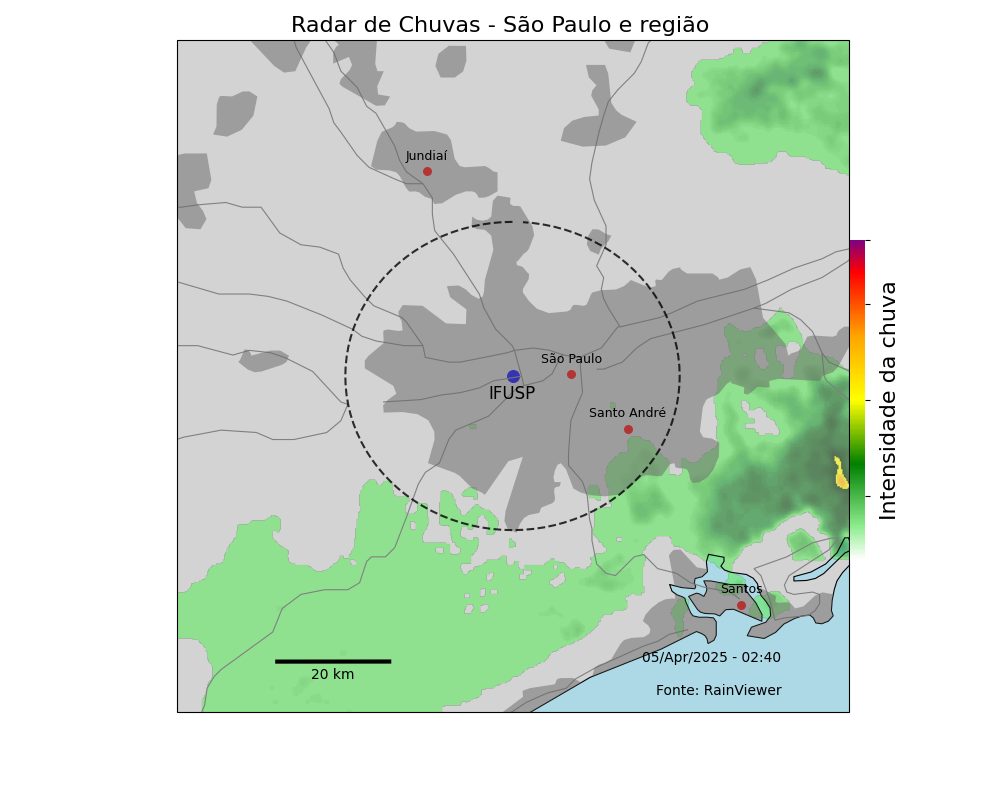 Radar de Chuvas - São Paulo e região
Jundiaí
São Paulo
IFUSP
Santo André
Santos
05/Apr/2025 - 02:40
20 km
Fonte: RainViewer
Intensidade da chuva